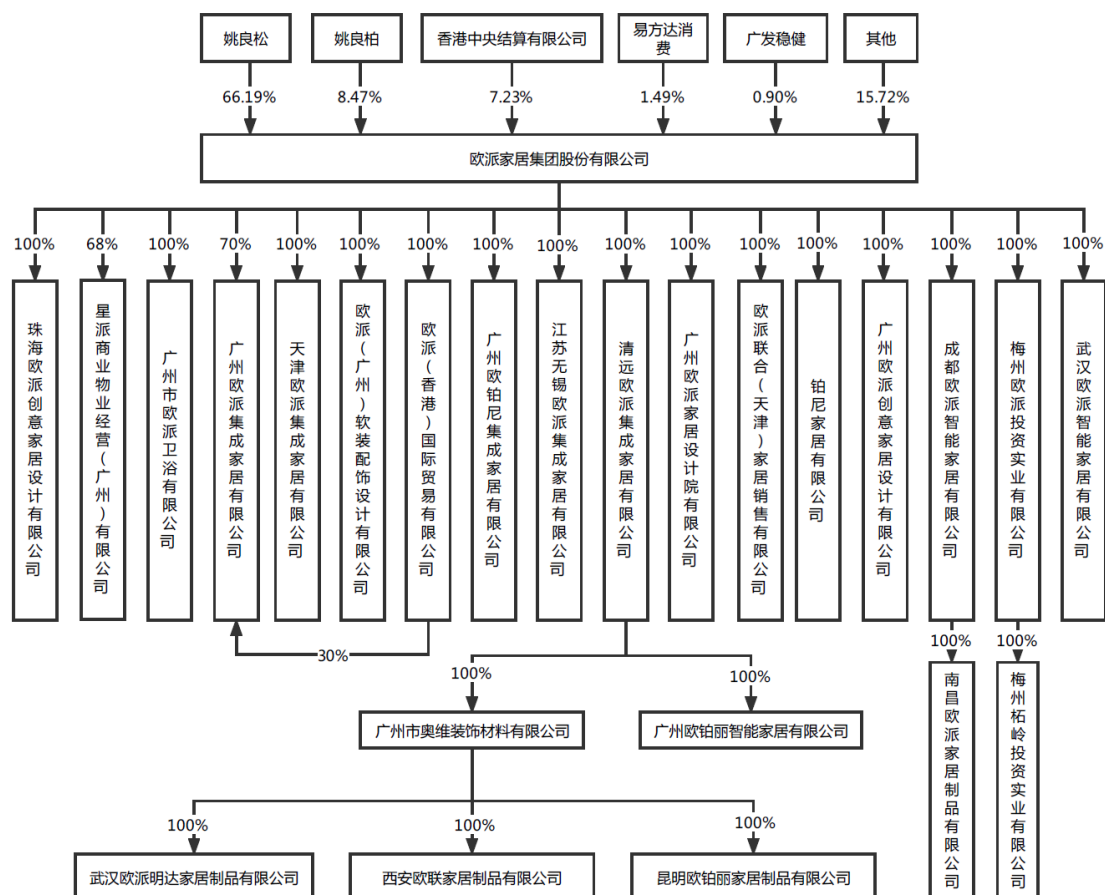 姚良松
姚良柏
香港中央结算有限公司
易方达消
费
广发稳健
其他
66.19%
8.47%
7.23%
1.49%
0.90%
15.72%
欧派家居集团股份有限公司
100%
68%
100%
70%
100%
100%
100%
100%
100%
100%
100%
100%
100%
100%
100%
100%
100%
珠海欧派创意家居设计有限公司
星派商业物业经营(广州)有限公司
广州市欧派卫浴有限公司
广州欧派集成家居有限公司
天津欧派集成家居有限公司
欧派(广州)软装配饰设计有限公司
欧派(香港)国际贸易有限公司
广州欧铂尼集成家居有限公司
江苏无锡欧派集成家居有限公司
清远欧派集成家居有限公司
广州欧派家居设计院有限公司
欧派联合(天津)家居销售有限公司
铂尼家居有限公司
广州欧派创意家居设计有限公司
成都欧派智能家居有限公司
梅州欧派投资实业有限公司
武汉欧派智能家居有限公司
30%
100%
100%
100%
100%
广州市奥维装饰材料有限公司
广州欧铂丽智能家居有限公司
南昌欧派家居制品有限公司
梅州柘岭投资实业有限公司
100%
100%
100%
武汉欧派明达家居制品有限公司
西安欧联家居制品有限公司
昆明欧铂丽家居制品有限公司